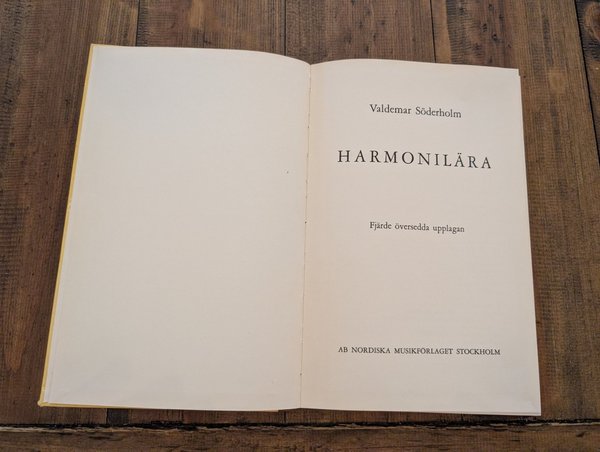 Valdemar Söderholm
HARMONILÄRA
Fjärde översedda upplagan
AB NORDISKA MUSIKFÖRLAGET STOCKHOLM